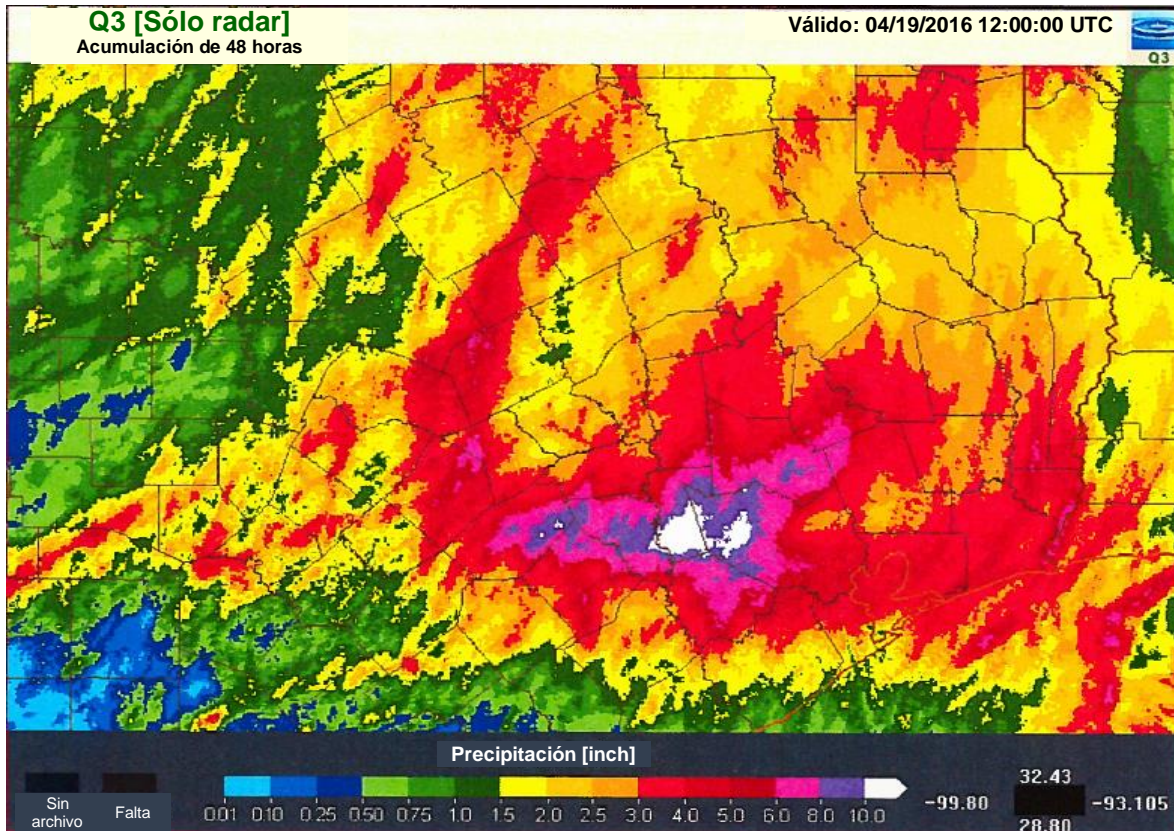 Q3 [Sólo radar]
Acumulación de 48 horas
Válido: 04/19/2016 12:00:00 UTC
Q3
Precipitación [inch]
Sin archivo
Falta
0.01 0.10 0.25 0.50 0.75 1.0 1.5 2.0 2.5 3.0 4.0 5.0 6.0 8.0 10.0
32.43
-99.80 -93.105
28.80